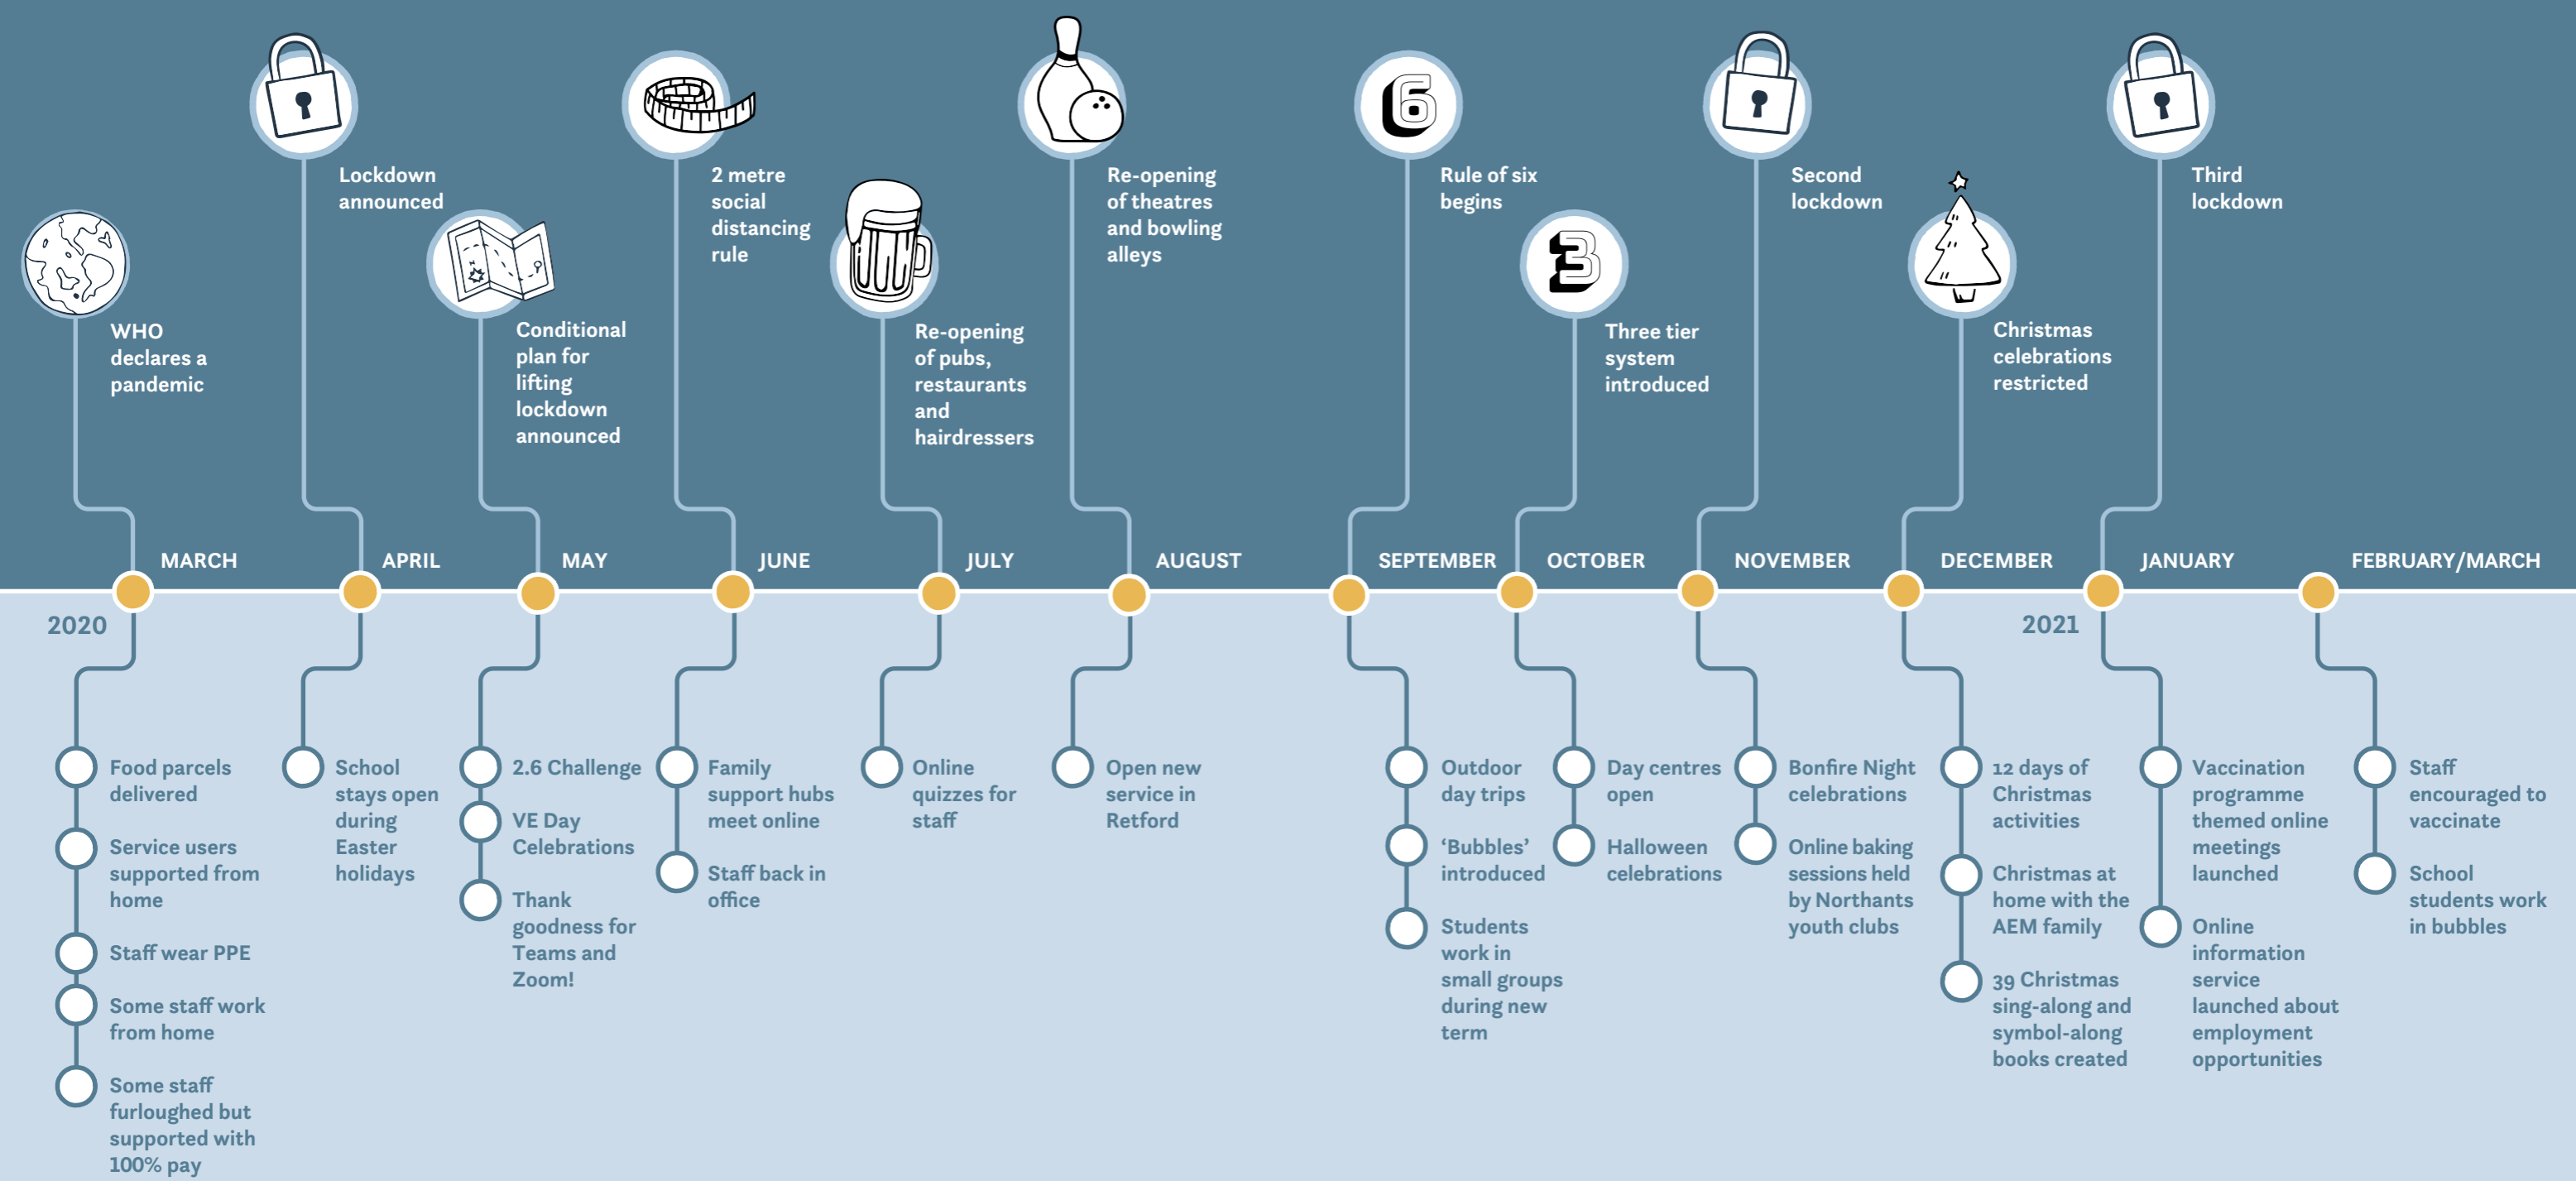 WHO
declares a
pandemic
Lockdown
announced
Conditional
plan for
lifting
lockdown
announced
2 metre
social
distancing
rule
Re-opening
of pubs,
restaurants
and
hairdressers
Re-opening
of theatres
and bowling
alleys
6
Rule of six
begins
3
Three tier
system
introduced
Second
lockdown
Christmas
celebrations
restricted
Third
lockdown
MARCH
APRIL
MAY
JUNE
JULY
AUGUST
SEPTEMBER
OCTOBER
NOVEMBER
DECEMBER
JANUARY
FEBRUARY/MARCH
2020
2021
Food parcels
delivered
Service users
supported from
home
Staff wear PPE
Some staff work
from home
Some staff
furloughed but
supported with
100% pay
School
stays open
during
Easter
holidays
2.6 Challenge
VE Day
Celebrations
Thank
goodness for
Teams and
Zoom!
Family
support hubs
meet online
Staff back in
office
Online
quizzes for
staff
Open new
service in
Retford
Outdoor
day trips
‘Bubbles’
introduced
Students
work in
small groups
during new
term
Day centres
open
Halloween
celebrations
Bonfire Night
celebrations
Online baking
sessions held
by Northants
youth clubs
12 days of
Christmas
activities
Christmas at
home with the
AEM family
39 Christmas
sing-along and
symbol-along
books created
Vaccination
programme
themed online
meetings
launched
Online
information
service
launched about
employment
opportunities
Staff
encouraged to
vaccinate
School
students work
in bubbles